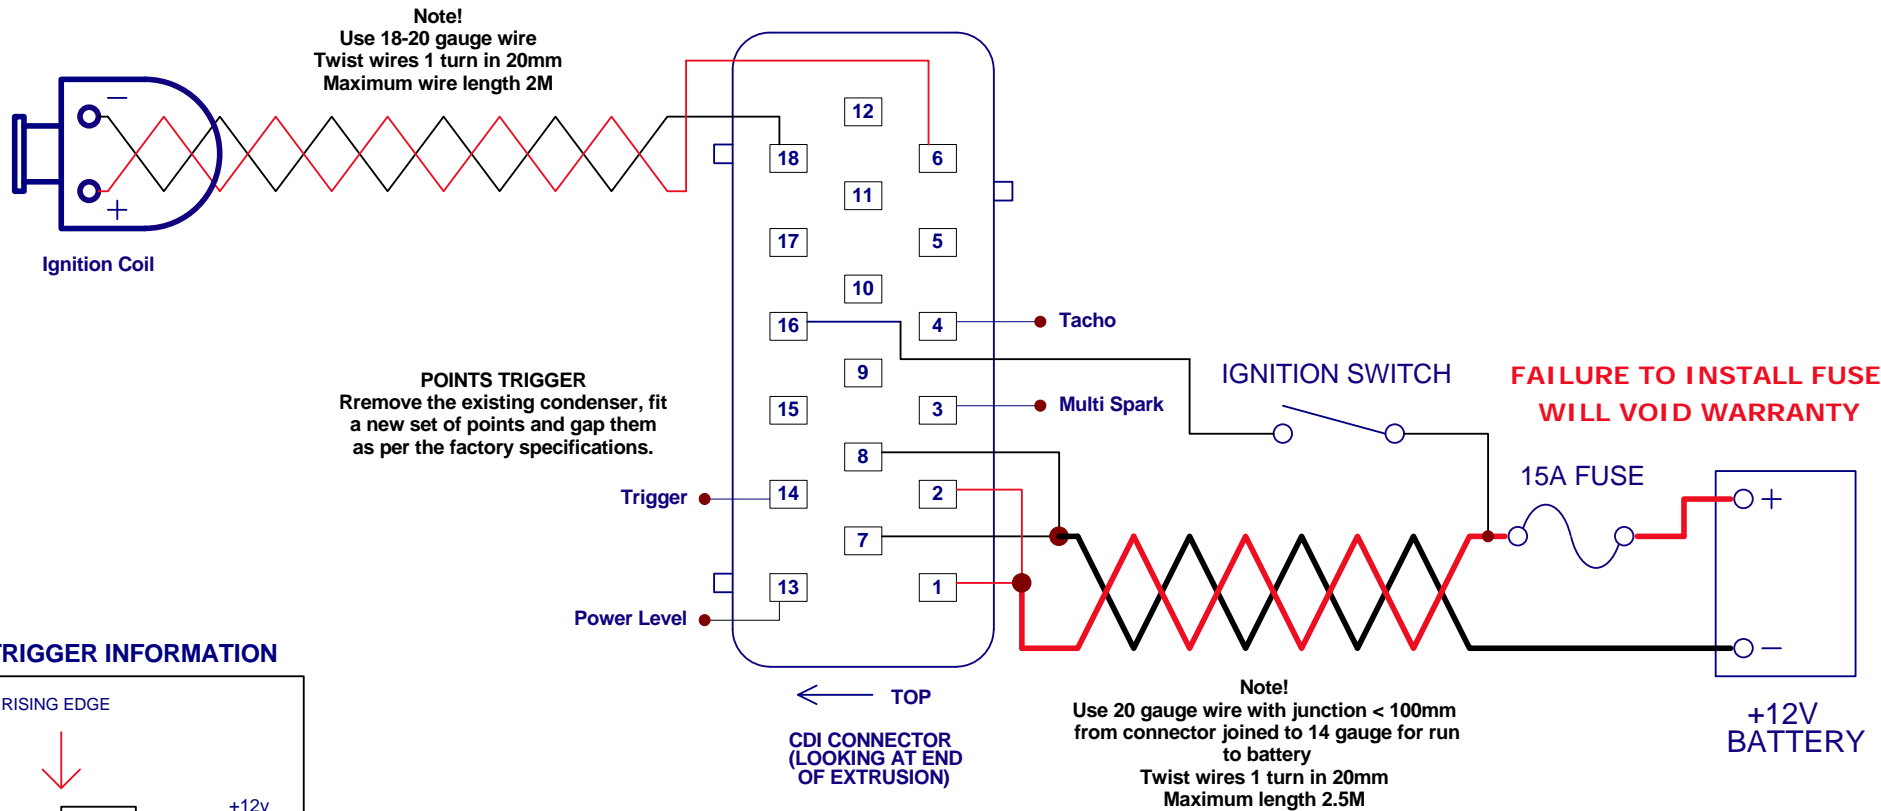 Note!
Use 18-20 gauge wire
Twist wires 1 turn in 20mm
Maximum wire length 2M
−
+
Ignition Coil
12
18
6
11
17
5
10
16
4
Tacho
9
15
3
Multi Spark
8
14
2
7
13
1
POINTS TRIGGER
Rremove the existing condenser, fit
a new set of points and gap them
as per the factory specifications.
Trigger
Power Level
IGNITION SWITCH
FAILURE TO INSTALL FUSE
WILL VOID WARRANTY
15A FUSE
+
−
+12V
BATTERY
TOP
CDI CONNECTOR
(LOOKING AT END
OF EXTRUSION)
Note!
Use 20 gauge wire with junction < 100mm
from connector joined to 14 gauge for run
to battery
Twist wires 1 turn in 20mm
Maximum length 2.5M
TRIGGER INFORMATION
RISING EDGE
+12v